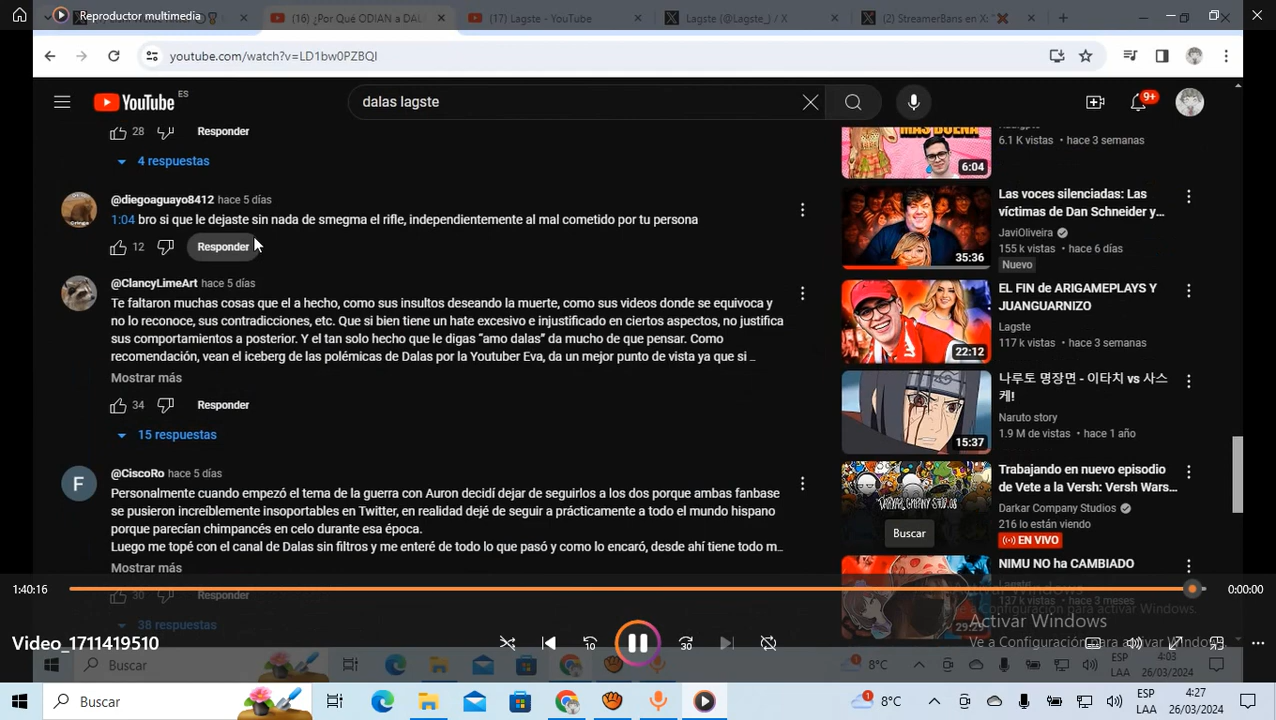 Reproductor multimedia
(16) ¿Por Qué ODIAN a DAL
(17) Lagste - YouTube
Lagste (@Lagste_) / X
(2) StreamerBans en X: "
youtube.com/watch?v=LD1bw0PZBQI
YouTube ES
dalas lagste
9+
28
Responder
4 respuestas
@diegoaguayo8412 hace 5 días
1:04 bro si que le dejaste sin nada de smegma el rifle, independientemente al mal cometido por tu persona
12
Responder
@ClancyLimeArt hace 5 días
Te faltaron muchas cosas que el a hecho, como sus insultos deseando la muerte, como sus videos donde se equivoca y
no lo reconoce, sus contradicciones, etc. Que si bien tiene un hate excesivo e injustificado en ciertos aspectos, no justifica
sus comportamientos a posterior. Y el tan solo hecho que le digas "amo dalas" da mucho de que pensar. Como
recomendación, vean el iceberg de las polémicas de Dalas por la Youtuber Eva, da un mejor punto de vista ya que si ...
Mostrar más
34
Responder
15 respuestas
F
@CiscoRo hace 5 días
Personalmente cuando empezó el tema de la guerra con Auron decidí dejar de seguirlos a los dos porque ambas fanbase
se pusieron increíblemente insoportables en Twitter, en realidad dejé de seguir a prácticamente a todo el mundo hispano
porque parecían chimpancés en celo durante esa época.
Luego me topé con el canal de Dalas sin filtros y me enteré de todo lo que pasó y como lo encaró, desde ahí tiene todo m...
Mostrar más
30
Responder
38 respuestas
MAS BUENA
6:04
6.1 K vistas • hace 3 semanas
35:36
Las voces silenciadas: Las
víctimas de Dan Schneider y...
JaviOliveira
155 k vistas • hace 6 días
Nuevo
22:12
EL FIN de ARIGAMEPLAYS Y
JUANGUARNIZO
Lagste
117 k vistas • hace 3 semanas
15:37
나루토 명장면 - 이타치 vs 사스
케!
Naruto story
1.9 M de vistas • hace 1 año
Trabajando en nuevo episodio
de Vete a la Versh: Versh Wars...
Darkar Company Studios
216 lo están viendo
EN VIVO
Buscar
NIMU NO ha CAMBIADO
Lagste
137 k vistas • hace 3 meses
29:29
Activar Windows
Ve a Configuración para activar Windows.
Activar Windows
Ve a Configuración para activar Windows.
1:40:16
0:00:00
Video_1711419510
10
30
Buscar
8°C
ESP
LAA
4:03
26/03/2024
Buscar
1
8°C
ESP
LAA
4:27
26/03/2024